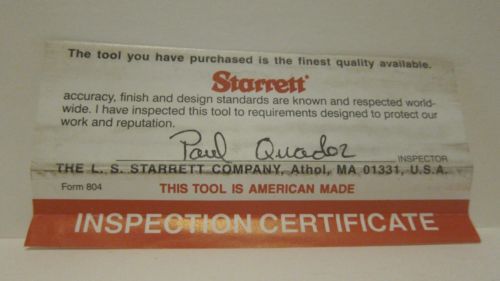 The tool you have purchased is the finest quality available.
Starrett
accuracy, finish and design standards are known and respected world-
wide. I have inspected this tool to requirements designed to protect our
work and reputation.
Paul Quador
INSPECTOR
THE L. S. STARRETT COMPANY, Athol, MA 01331, U.S.A.
Form 804 THIS TOOL IS AMERICAN MADE
INSPECTION CERTIFICATE